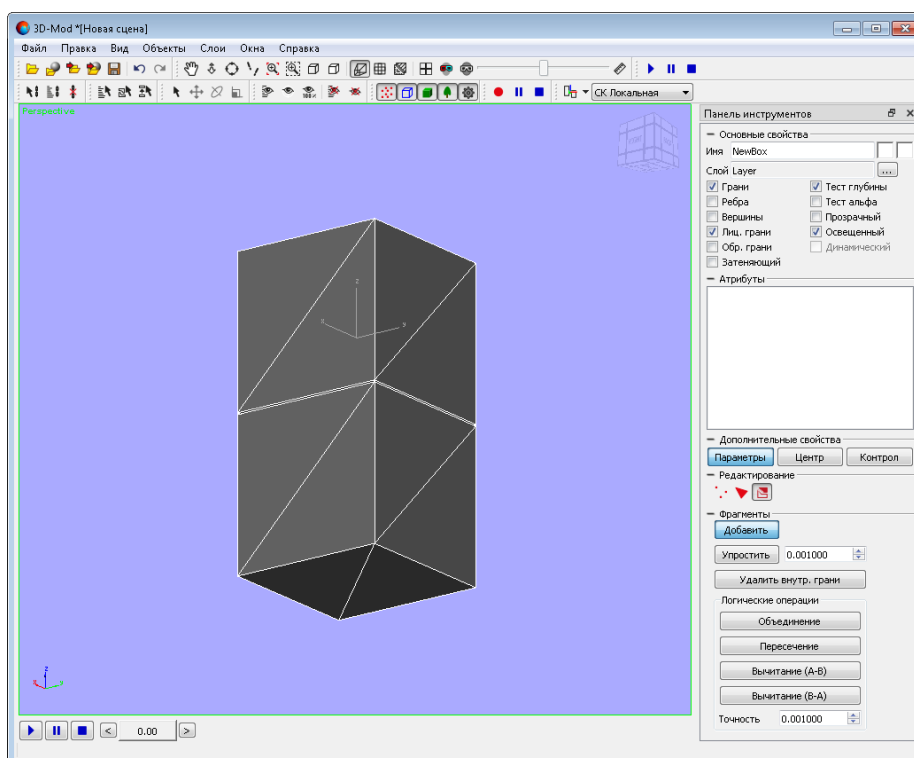 3D-Mod *[Новая сцена]
Файл Правка Вид Объекты Слои Окна Справка
СК Локальная
Perspective
Панель инструментов
Основные свойства
Имя NewBox
Слой Layer ...
Грани Тест глубины
Ребра Тест альфа
Вершины Прозрачный
Лиц. грани Освещенный
Обр. грани Динамический
Затеняющий
Атрибуты
Дополнительные свойства
Параметры Центр Контрол
Редактирование
Фрагменты
Добавить
Упростить 0.001000
Удалить внутр. грани
Логические операции
Объединение
Пересечение
Вычитание (A-B)
Вычитание (B-A)
Точность 0.001000
z
z
x y
< 0.00 >